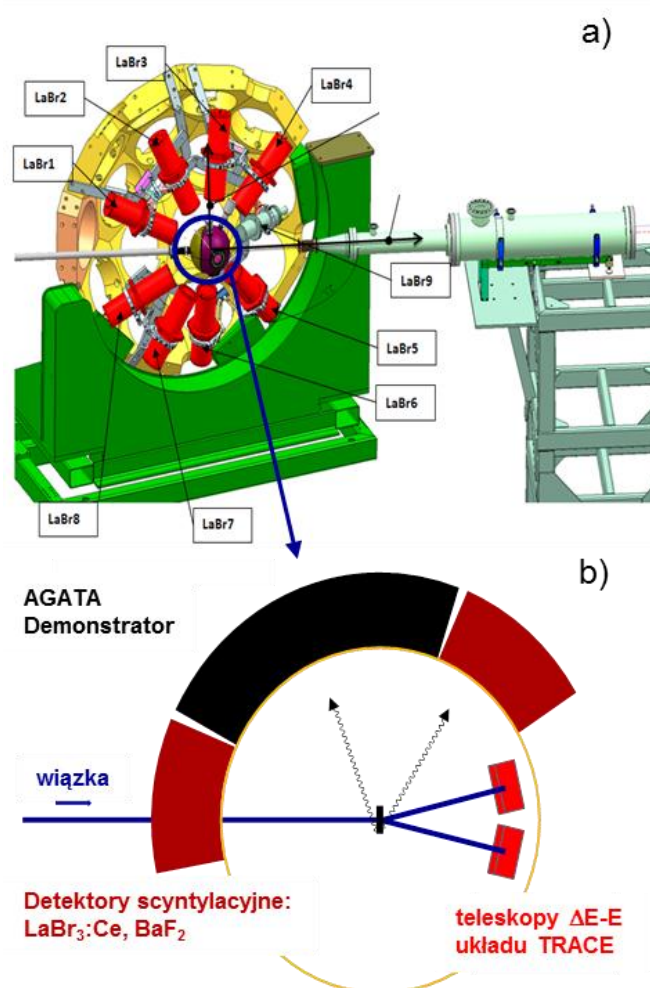 a)
LaBr3
LaBr2
LaBr4
LaBr1
LaBr9
LaBr5
LaBr6
LaBr8
LaBr7
b)
AGATA
Demonstrator
wiązka
Detektory scyntylacyjne:
LaBr₃:Ce, BaF₂
teleskopy ΔE-E
układu TRACE